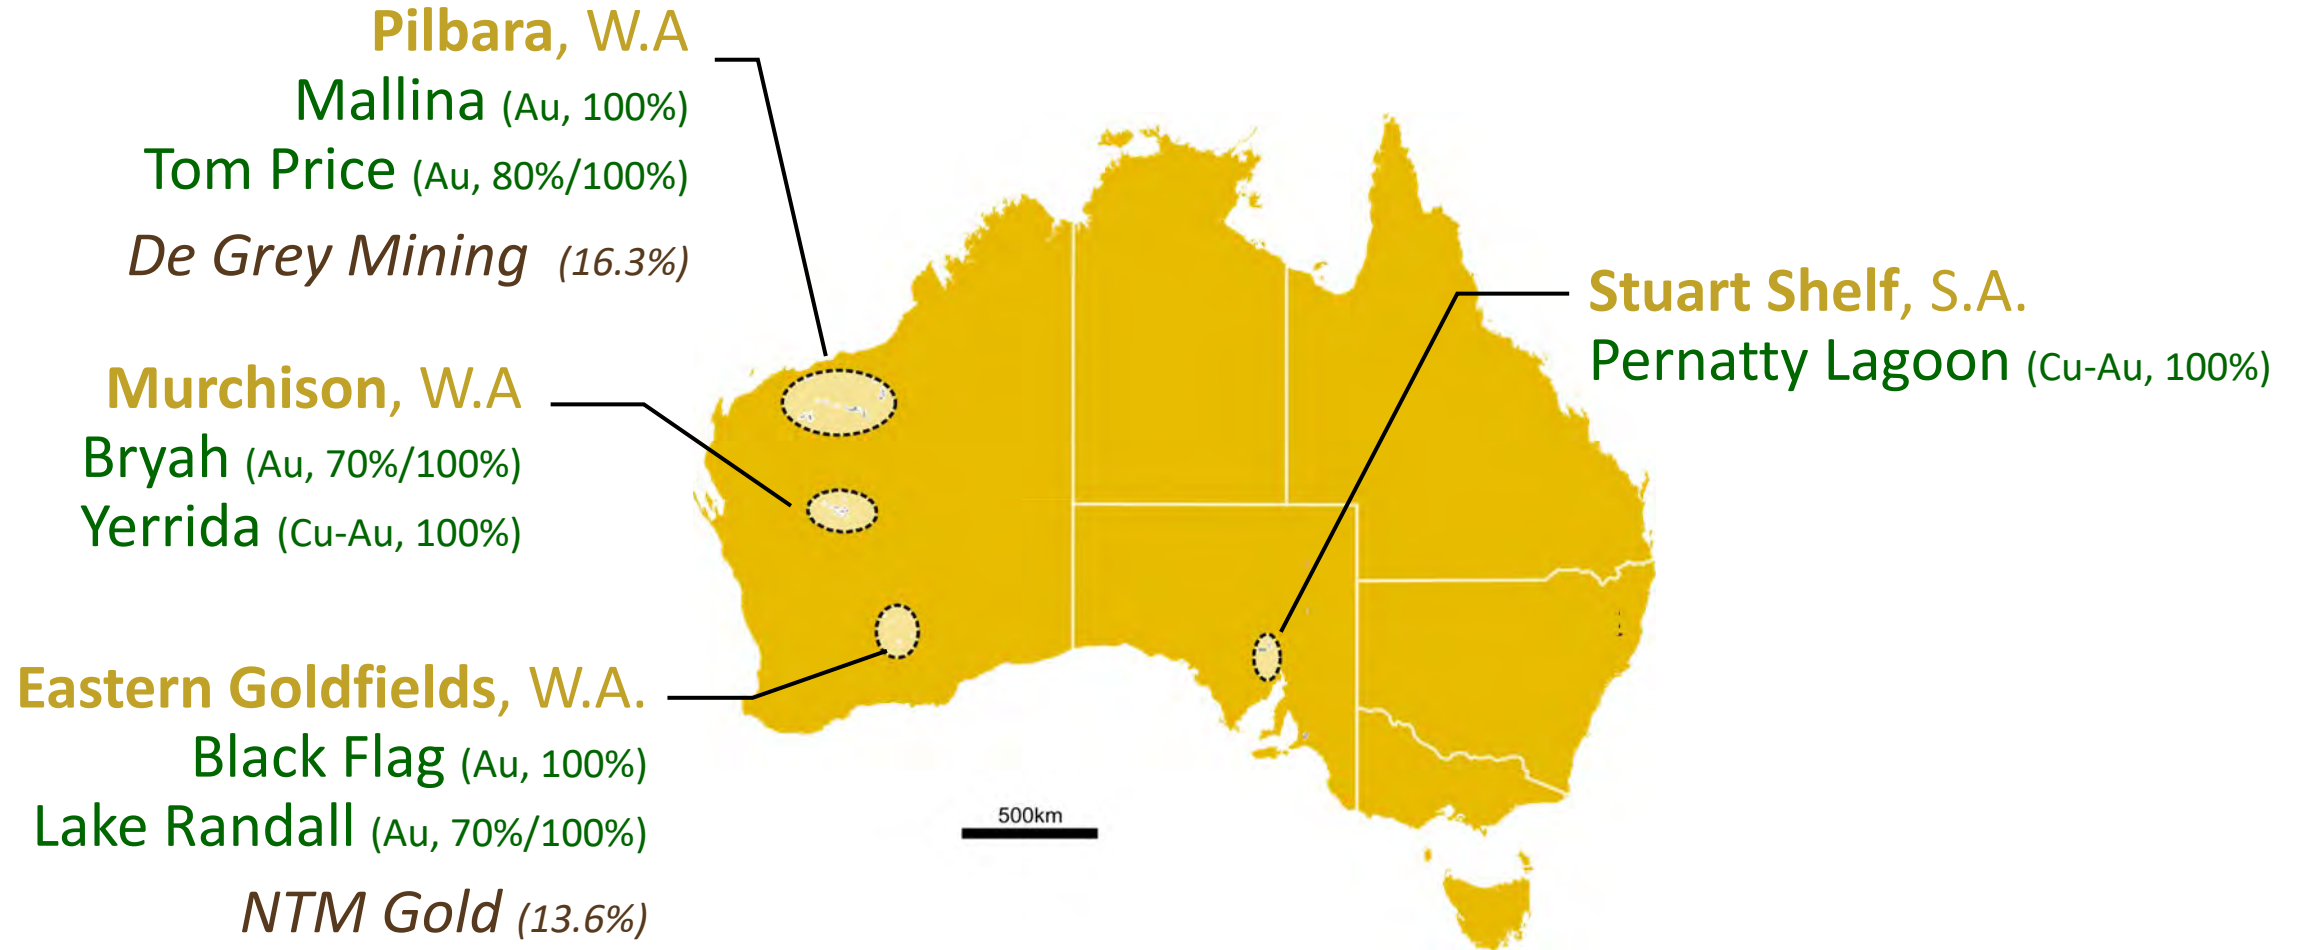 Pilbara, W.A
Mallina (Au, 100%)
Tom Price (Au, 80%/100%)
De Grey Mining (16.3%)
Murchison, W.A
Bryah (Au, 70%/100%)
Yerrida (Cu-Au, 100%)
Eastern Goldfields, W.A.
Black Flag (Au, 100%)
Lake Randall (Au, 70%/100%)
NTM Gold (13.6%)
Stuart Shelf, S.A.
Pernatty Lagoon (Cu-Au, 100%)
500km